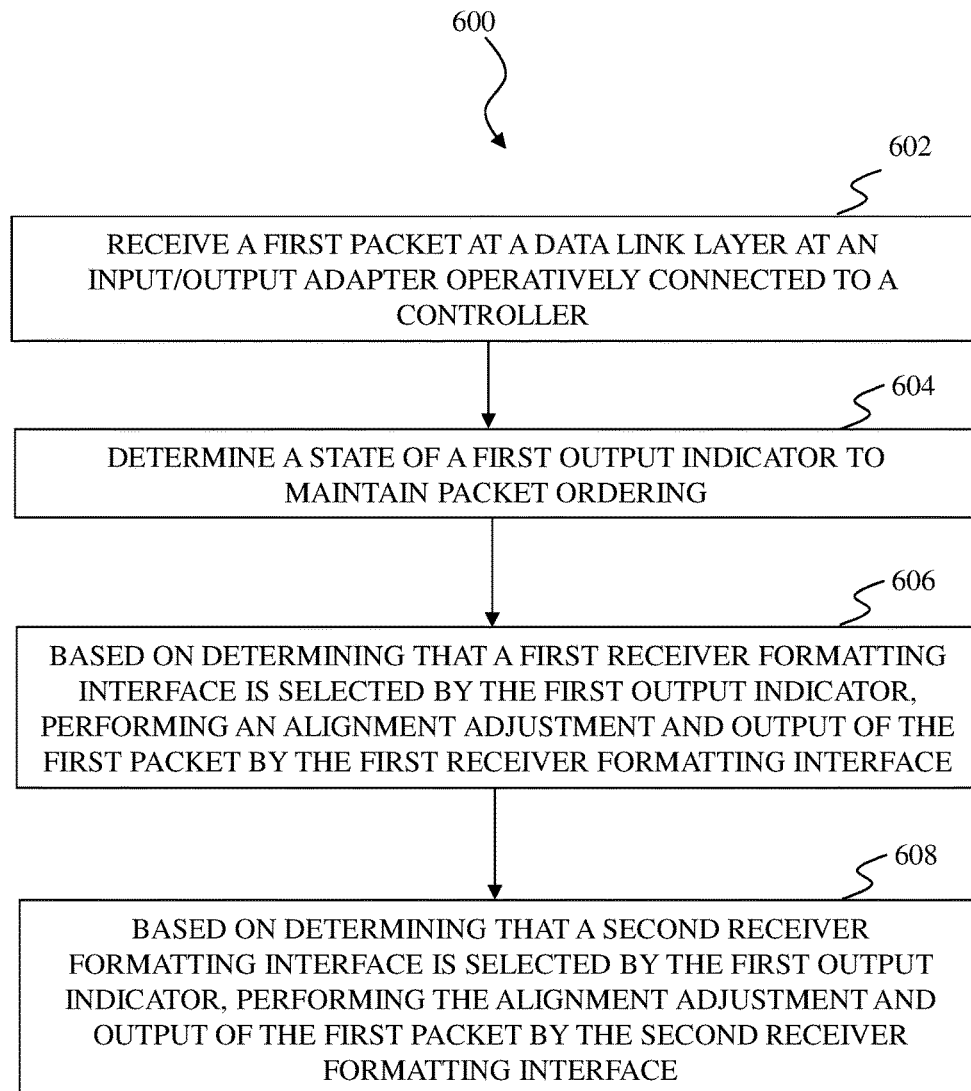 600
602
RECEIVE A FIRST PACKET AT A DATA LINK LAYER AT AN
INPUT/OUTPUT ADAPTER OPERATIVELY CONNECTED TO A
CONTROLLER
604
DETERMINE A STATE OF A FIRST OUTPUT INDICATOR TO
MAINTAIN PACKET ORDERING
606
BASED ON DETERMINING THAT A FIRST RECEIVER FORMATTING
INTERFACE IS SELECTED BY THE FIRST OUTPUT INDICATOR,
PERFORMING AN ALIGNMENT ADJUSTMENT AND OUTPUT OF THE
FIRST PACKET BY THE FIRST RECEIVER FORMATTING INTERFACE
608
BASED ON DETERMINING THAT A SECOND RECEIVER
FORMATTING INTERFACE IS SELECTED BY THE FIRST OUTPUT
INDICATOR, PERFORMING THE ALIGNMENT ADJUSTMENT AND
OUTPUT OF THE FIRST PACKET BY THE SECOND RECEIVER
FORMATTING INTERFACE